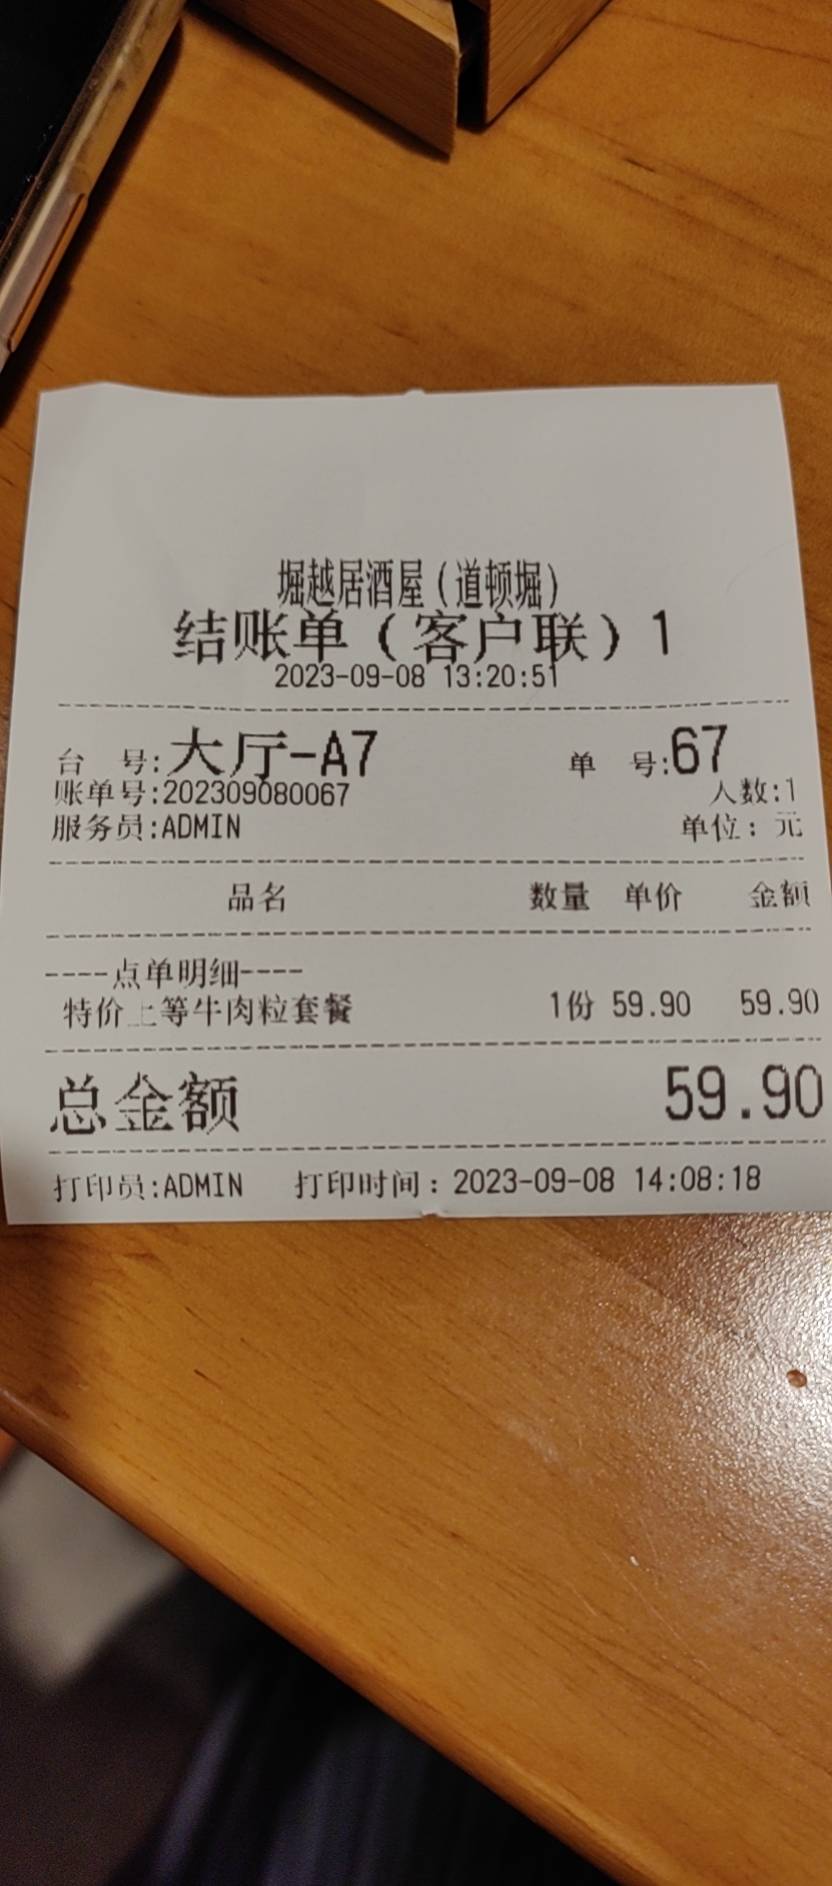 堀越居酒屋(道顿堀)
结账单(客户联)1
2023-09-08 13:20:51
台 号:大厅-A7 单 号:67
账单号:202309080067 人数:1
服务员:ADMIN 单位: 元
品名 数量 单价 金额
----点单明细----
特价上等牛肉粒套餐 1份 59.90 59.90
总金额 59.90
打印员:ADMIN 打印时间: 2023-09-08 14:08:18